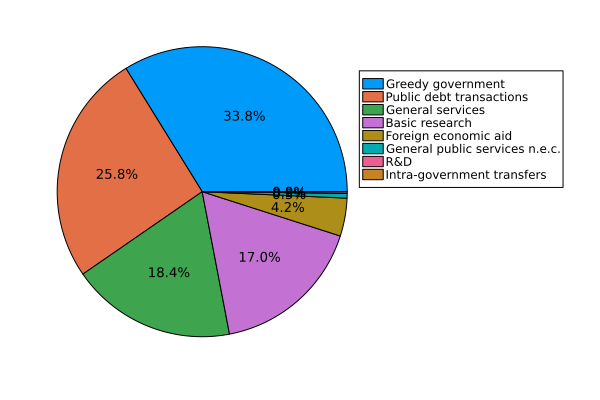 Greedy government
Public debt transactions
General services
Basic research
Foreign economic aid
General public services n.e.c.
R&D
Intra-government transfers
33.8%
25.8%
18.4%
17.0%
4.2%